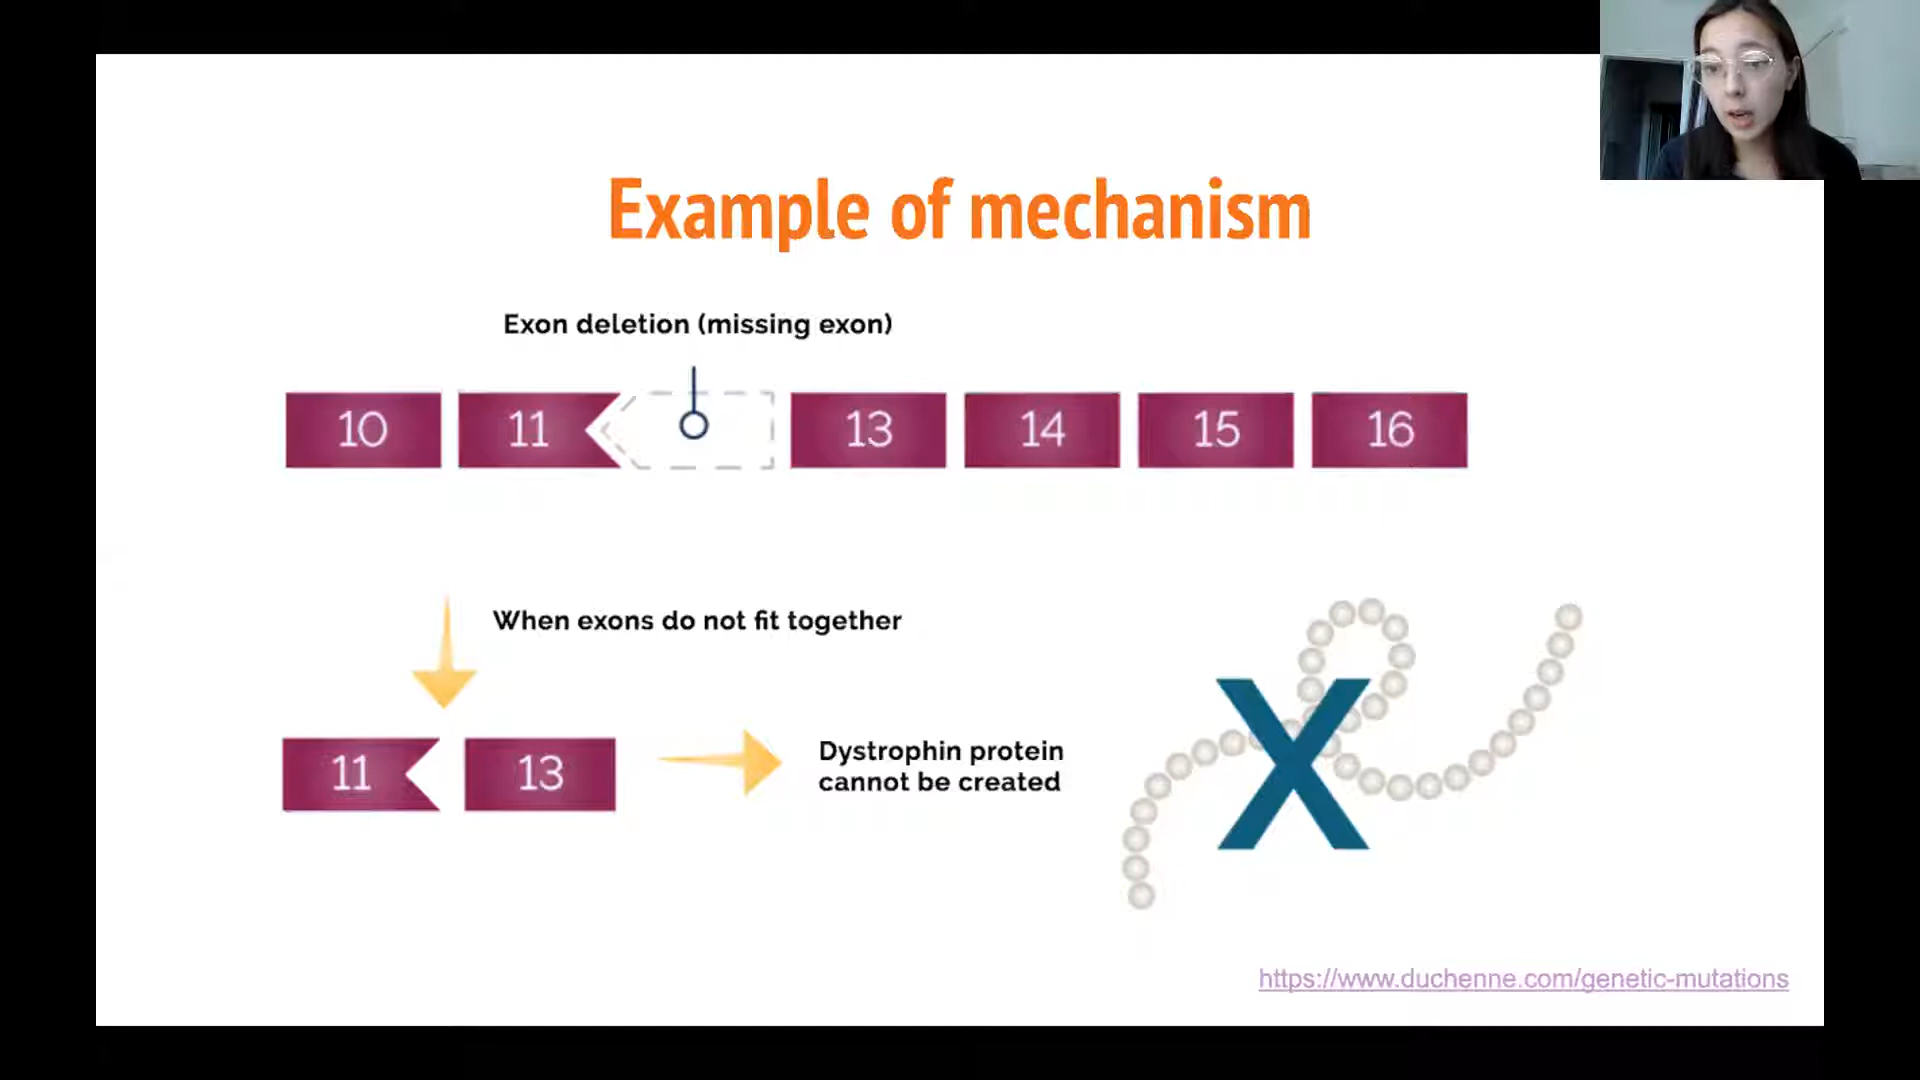 Example of mechanism
Exon deletion (missing exon)
10 11 13 14 15 16
When exons do not fit together
11 13
Dystrophin protein
cannot be created
X
https://www.duchenne.com/genetic-mutations